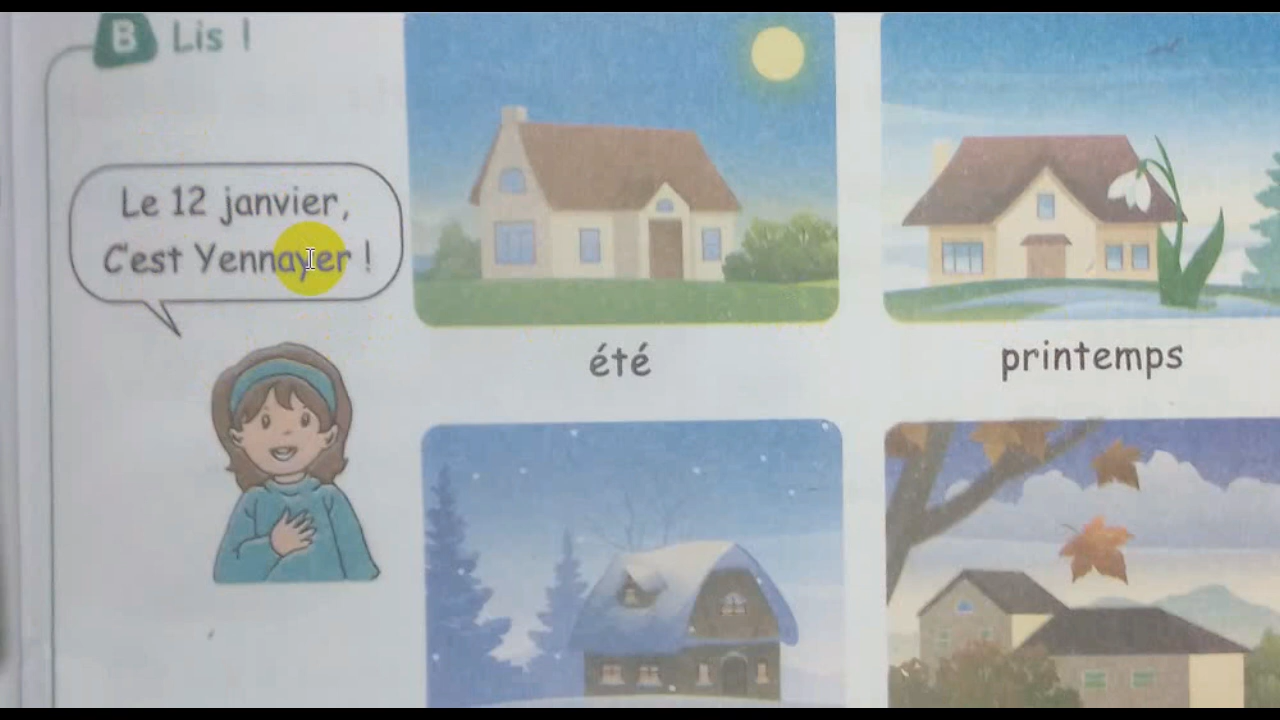 B Lis !
Le 12 janvier,
C'est Yennayer !
été
printemps